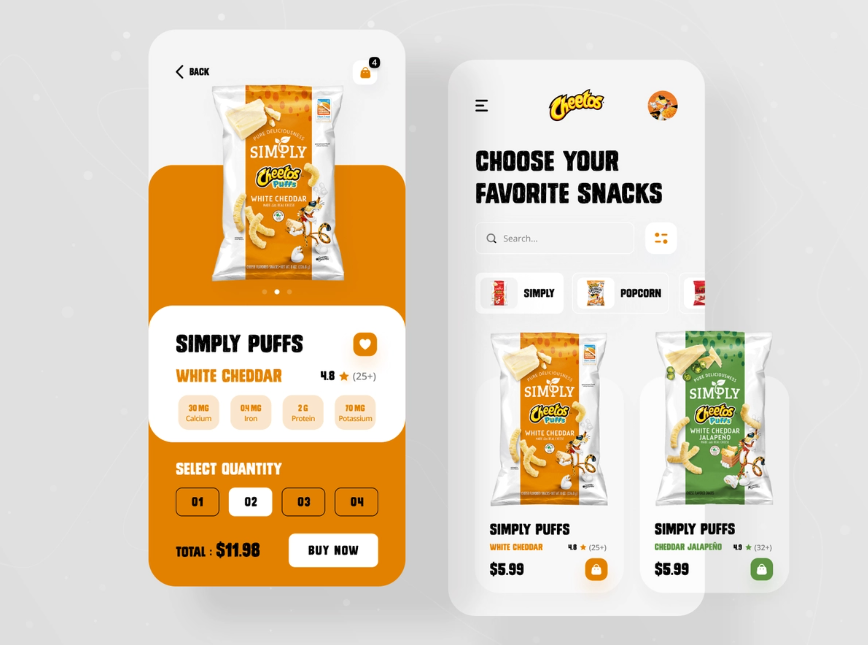 BACK
4
PURE DELICIOUSNESS
SIMPLY
Cheetos
Puffs
WHITE CHEDDAR
SIMPLY PUFFS
WHITE CHEDDAR
4.8 ★ (25+)
30 MG
Calcium
04 MG
Iron
2 G
Protein
70 MG
Potassium
SELECT QUANTITY
01
02
03
04
TOTAL : $11.98
BUY NOW
Cheetos
CHOOSE YOUR
FAVORITE SNACKS
Search...
SIMPLY
POPCORN
PURE DELICIOUSNESS
SIMPLY
Cheetos
Puffs
WHITE CHEDDAR
SIMPLY PUFFS
WHITE CHEDDAR
4.8 ★ (25+)
$5.99
PURE DELICIOUSNESS
SIMPLY
Cheetos
Puffs
WHITE CHEDDAR
JALAPEÑO
SIMPLY PUFFS
CHEDDAR JALAPEÑO
4.9 ★ (32+)
$5.99